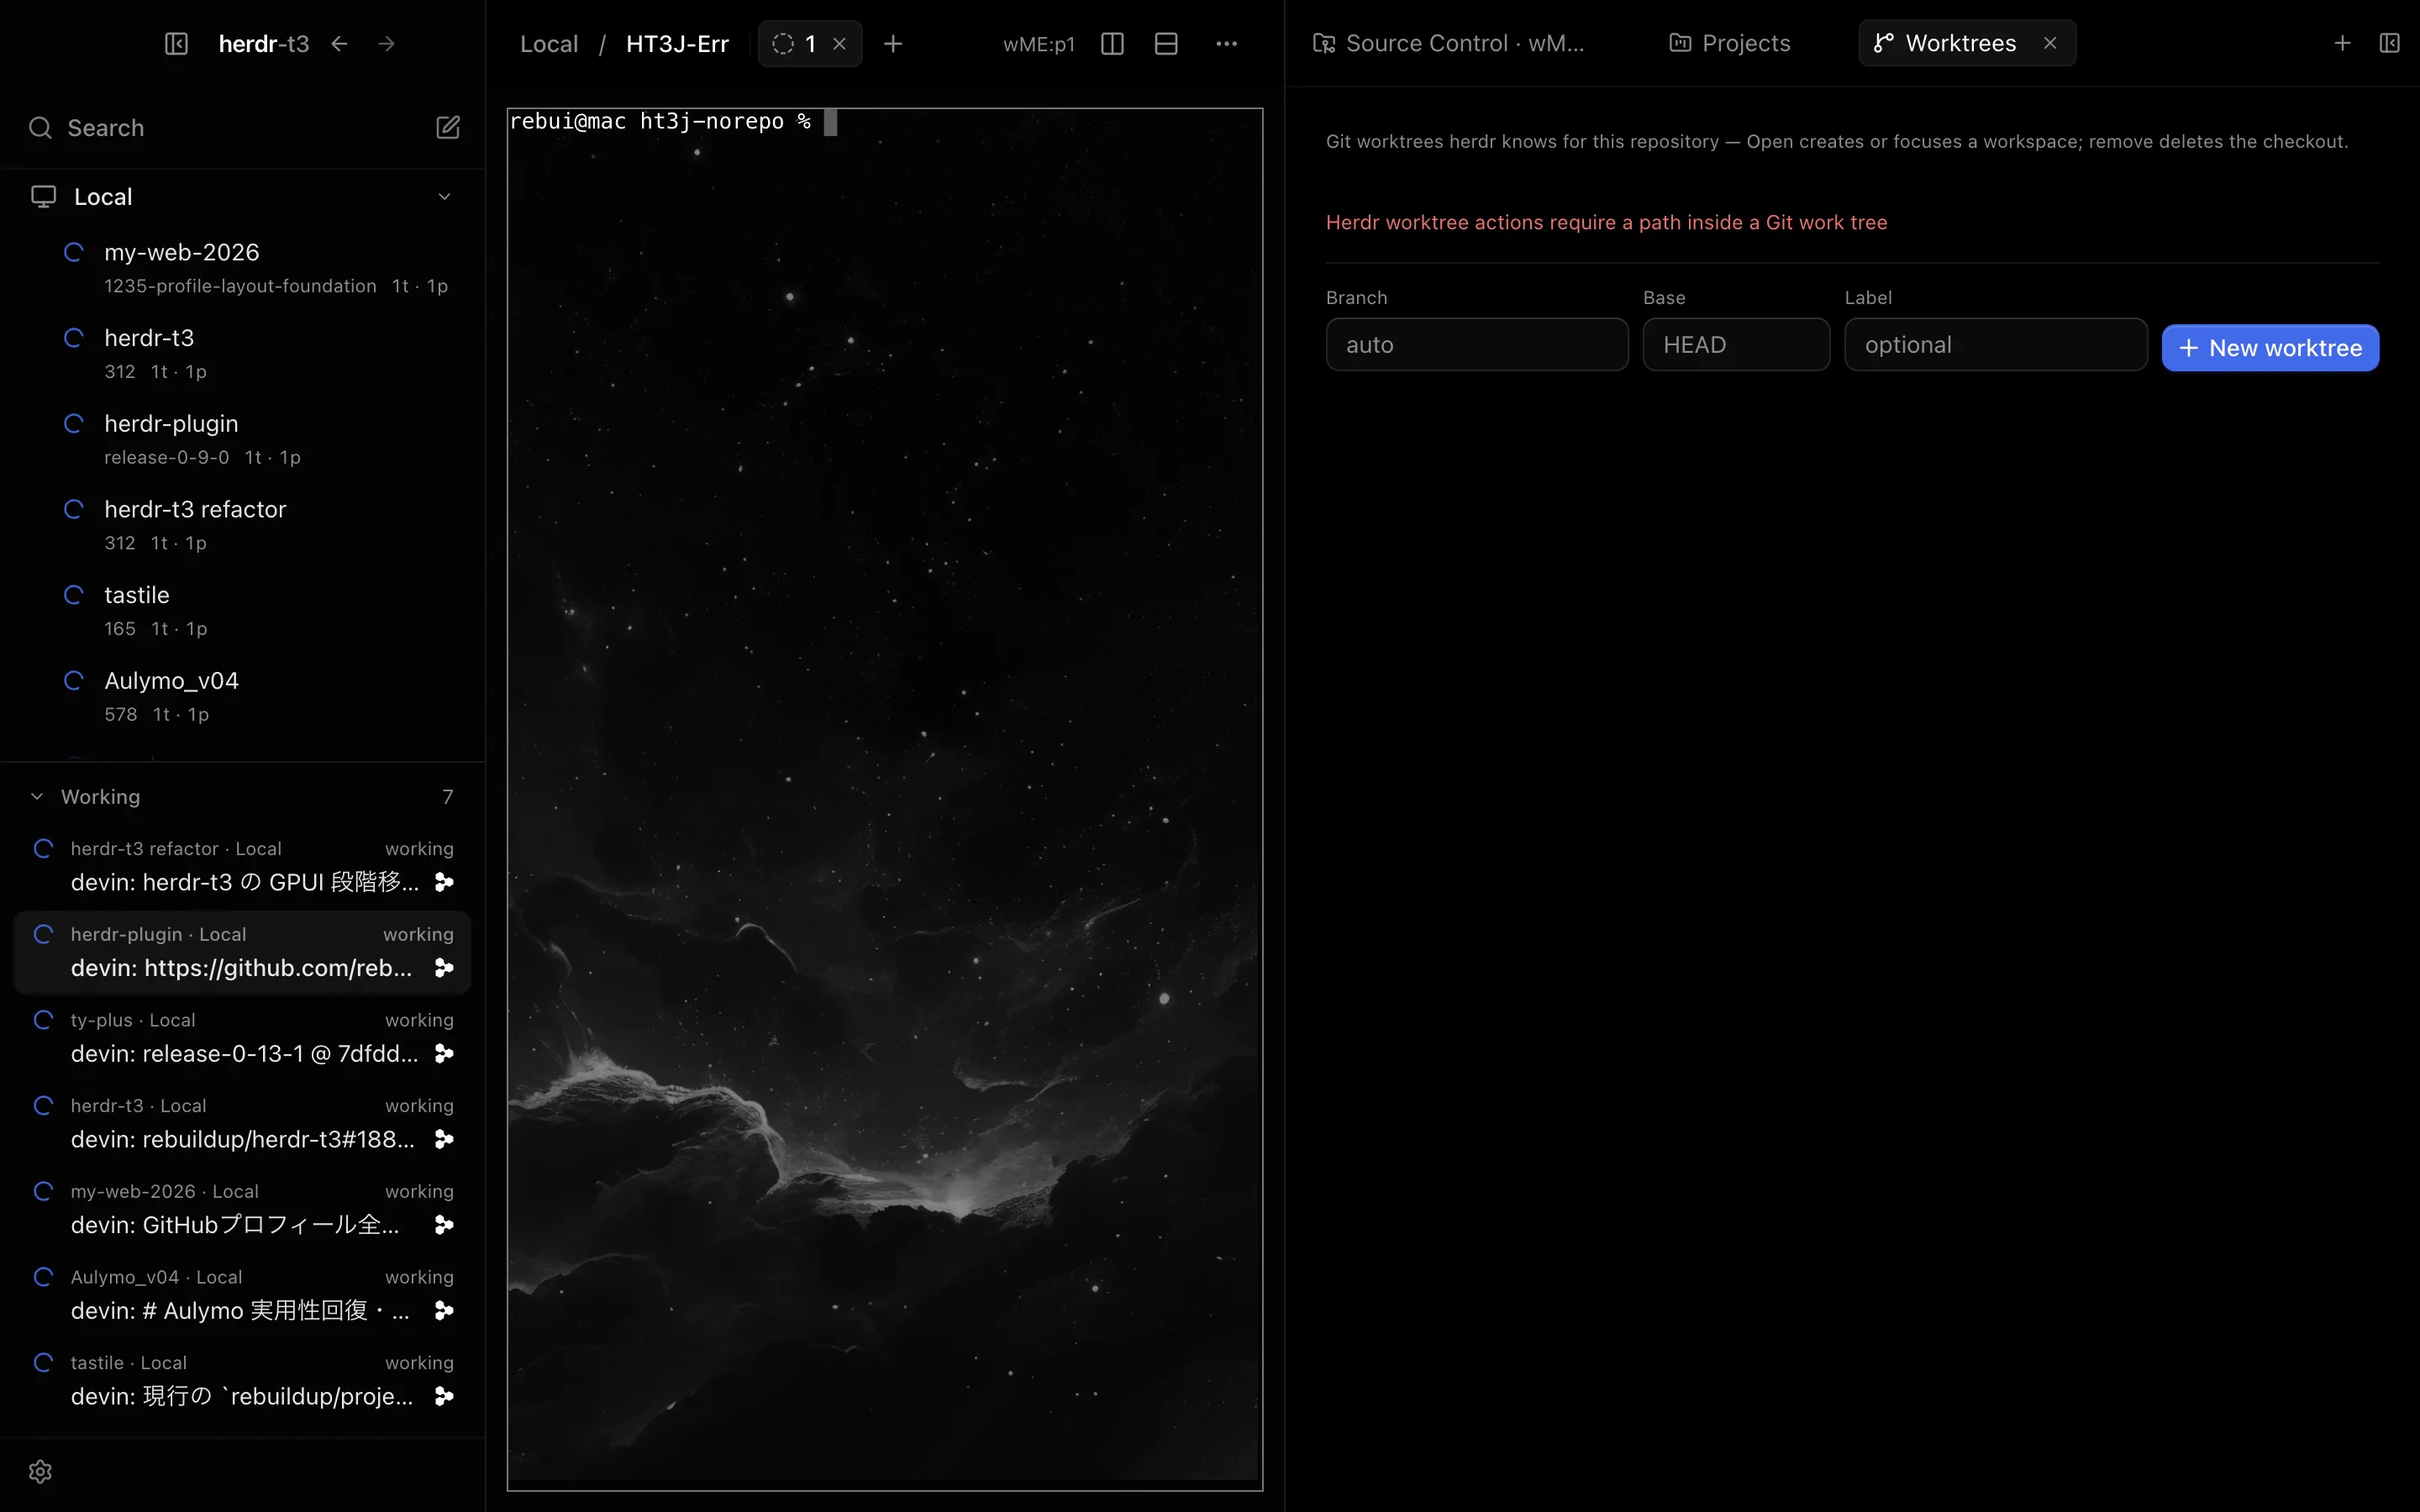 herdr-t3
Search
Local
my-web-2026
1235-profile-layout-foundation 1t · 1p
herdr-t3
312 1t · 1p
herdr-plugin
release-0-9-0 1t · 1p
herdr-t3 refactor
312 1t · 1p
tastile
165 1t · 1p
Aulymo_v04
578 1t · 1p
Working 7
herdr-t3 refactor · Local working
devin: herdr-t3 の GPUI 段階移...
herdr-plugin · Local working
devin: https://github.com/reb...
ty-plus · Local working
devin: release-0-13-1 @ 7dfdd...
herdr-t3 · Local working
devin: rebuildup/herdr-t3#188...
my-web-2026 · Local working
devin: GitHubプロフィール全...
Aulymo_v04 · Local working
devin: # Aulymo 実用性回復・...
tastile · Local working
devin: 現行の `rebuildup/proje...
Local / HT3J-Err 1 wME:p1
rebui@mac ht3j-norepo %
Source Control · wM... Projects Worktrees
Git worktrees herdr knows for this repository — Open creates or focuses a workspace; remove deletes the checkout.
Herdr worktree actions require a path inside a Git work tree
Branch Base Label
auto HEAD optional + New worktree